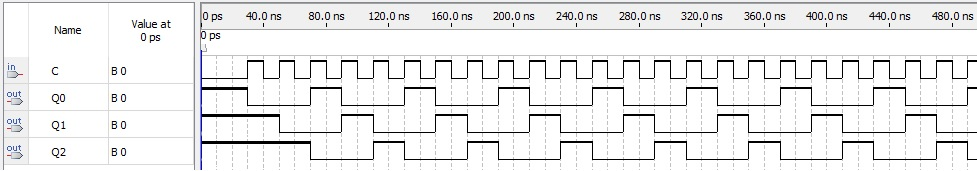 Name
Value at
0 ps
0 ps 40.0 ns 80.0 ns 120.0 ns 160.0 ns 200.0 ns 240.0 ns 280.0 ns 320.0 ns 360.0 ns 400.0 ns 440.0 ns 480.0 ns
0 ps
in C B 0
out Q0 B 0
out Q1 B 0
out Q2 B 0